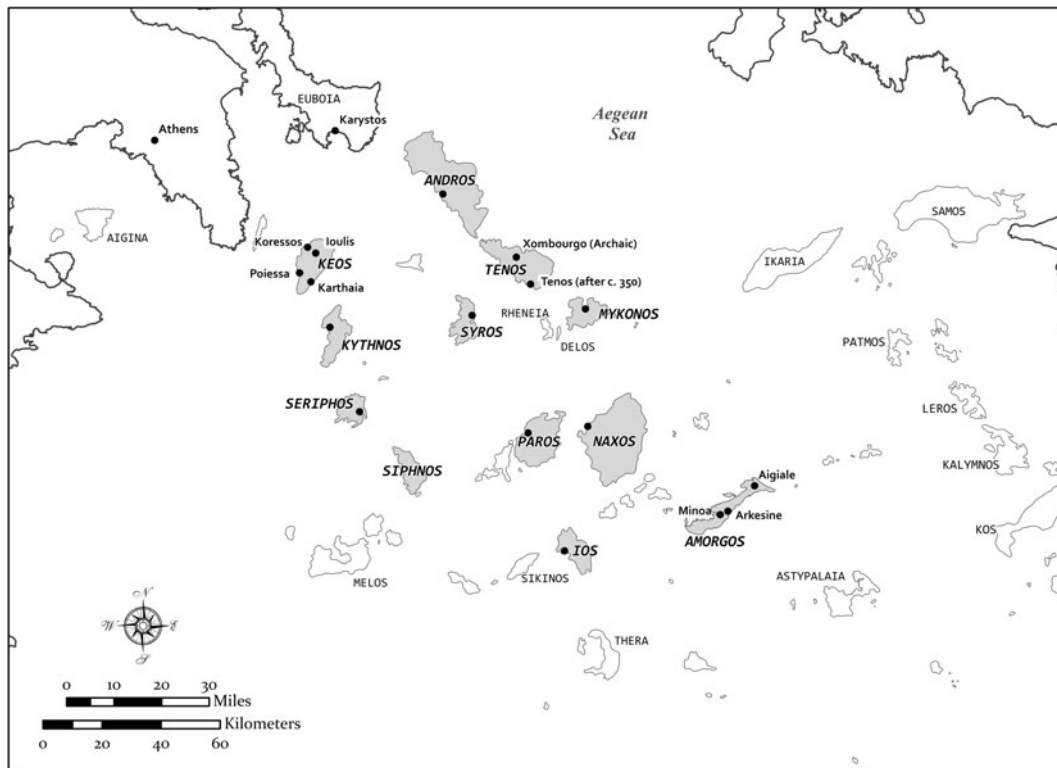 EUBOIA
Karystos
Athens
Aegean
Sea
ANDROS
SAMOS
AIGINA
Koressos
Ioulis
KEOS
Xombourgo (Archaic)
TENOS
IKARIA
Poiessa
Karthaia
Tenos (after c. 350)
RHENEIA
MYKONOS
SYROS
KYTHNOS
DELOS
PATMOS
SERIPHOS
LEROS
PAROS
NAXOS
SIPHNOS
KALYMNOS
Aigiale
Minoa
Arkesine
KOS
AMORGOS
IOS
MELOS
SIKINOS
ASTYPALAIA
THERA
N
W E
S
0 10 20 30
Miles
Kilometers
0 20 40 60